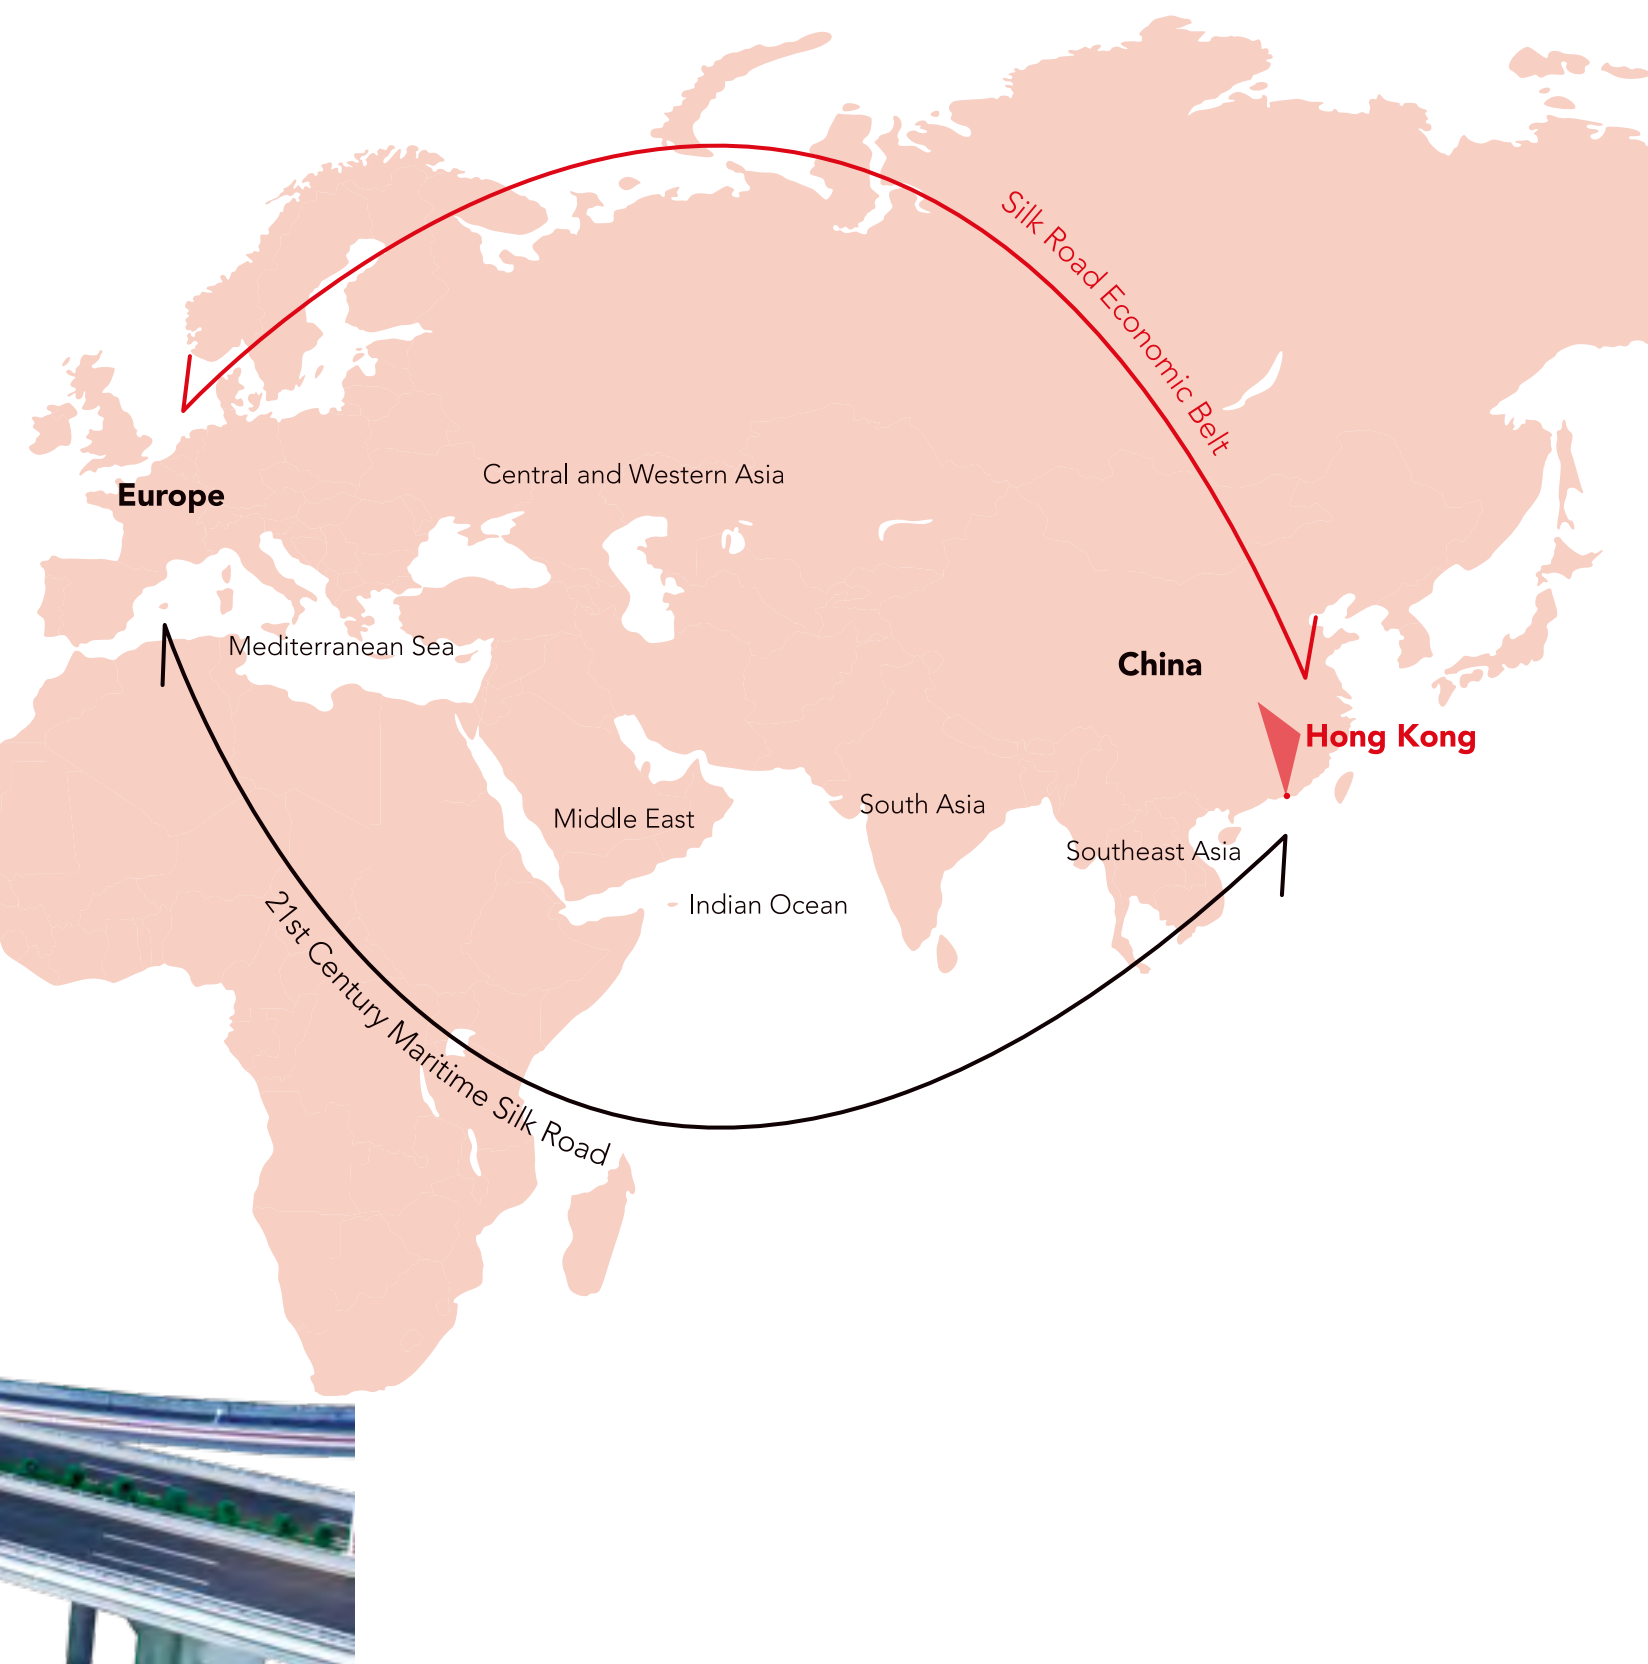 Silk Road Economic Belt
Central and Western Asia
Europe
Mediterranean Sea
China
Hong Kong
Middle East
South Asia
Southeast Asia
Indian Ocean
21st Century Maritime Silk Road